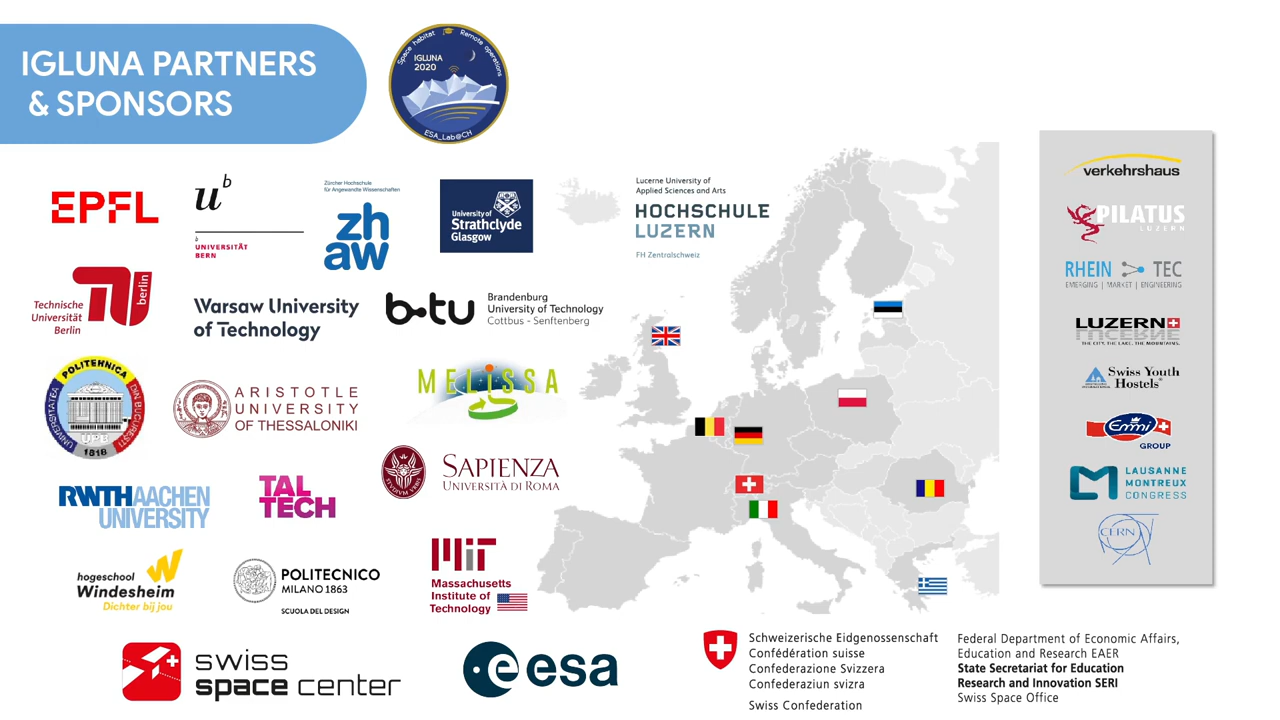 IGLUNA PARTNERS
& SPONSORS
Space habitat
Remote operations
IGLUNA
2020
ESA_Lab@CH
EPFL
u b
b
UNIVERSITÄT
BERN
Zürcher Hochschule
für Angewandte Wissenschaften
zh
aw
University of
Strathclyde
Glasgow
Lucerne University of
Applied Sciences and Arts
HOCHSCHULE
LUZERN
FH Zentralschweiz
Technische
Universität
Berlin
berlin
Warsaw University
of Technology
b-tu
Brandenburg
University of Technology
Cottbus - Senftenberg
UNIVERSITATEA
POLITEHNICA
DIN BUCUREȘTI
UPB
1818
ARISTOTLE
UNIVERSITY
OF THESSALONIKI
MELiSSA
STUDIUM URBIS
SAPIENZA
UNIVERSITÀ DI ROMA
RWTHAACHEN
UNIVERSITY
TAL
TECH
hogeschool
Windesheim
Dichter bij jou
POLITECNICO
MILANO 1863
SCUOLA DEL DESIGN
MIT
Massachusetts
Institute of
Technology
swiss
space center
esa
Schweizerische Eidgenossenschaft
Confédération suisse
Confederazione Svizzera
Confederaziun svizra
Swiss Confederation
Federal Department of Economic Affairs,
Education and Research EAER
State Secretariat for Education
Research and Innovation SERI
Swiss Space Office
verkehrshaus
PILATUS
LUZERN
RHEIN TEC
EMERGING | MARKET | ENGINEERING
LUZERN
LUCERNE
THE CITY. THE LAKE. THE MOUNTAINS.
Swiss Youth
Hostels
Emmi
GROUP
LAUSANNE
MONTREUX
CONGRESS
CERN